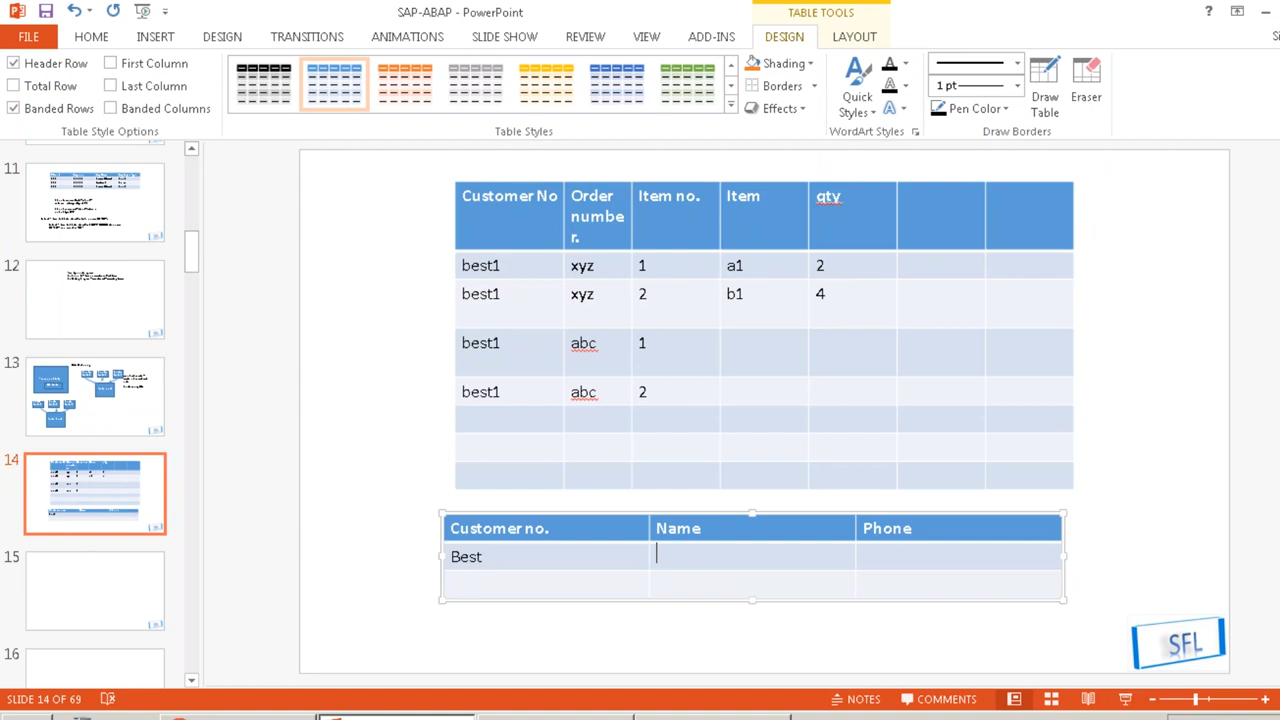 SAP-ABAP - PowerPoint
TABLE TOOLS
?
FILE
HOME
INSERT
DESIGN
TRANSITIONS
ANIMATIONS
SLIDE SHOW
REVIEW
VIEW
ADD-INS
DESIGN
LAYOUT
Header Row
First Column
Total Row
Last Column
Banded Rows
Banded Columns
Table Style Options
Table Styles
Shading
Borders
Effects
Quick
Styles
WordArt Styles
1 pt
Pen Color
Draw
Table
Eraser
Draw Borders
11
12
13
14
15
16
Customer No
Order
numbe
r.
Item no.
Item
qty
best1
xyz
1
a1
2
best1
xyz
2
b1
4
best1
abc
1
best1
abc
2
Customer no.
Name
Phone
Best
SFL
SLIDE 14 OF 69
NOTES
COMMENTS